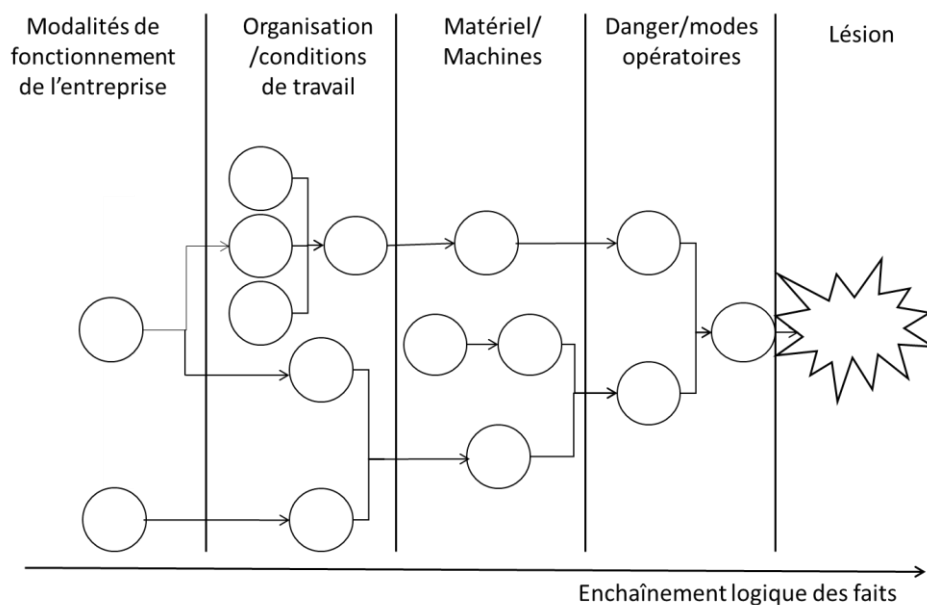 Modalités de
fonctionnement
de l'entreprise
Organisation
/conditions
de travail
Matériel/
Machines
Danger/modes
opératoires
Lésion
Enchaînement logique des faits